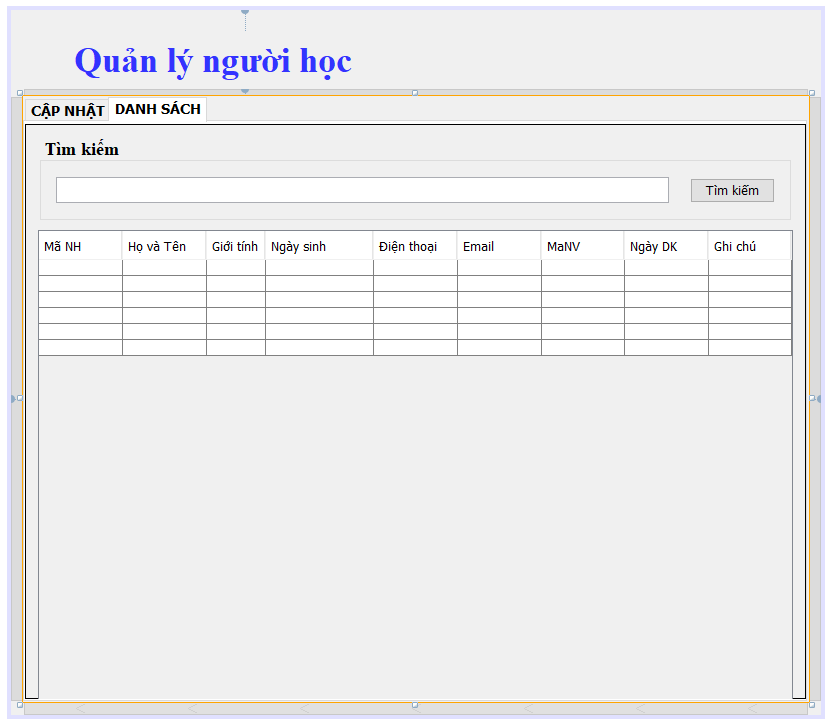 Quản lý người học
CẬP NHẬT DANH SÁCH
Tìm kiếm
Tìm kiếm
Mã NH Họ và Tên Giới tính Ngày sinh Điện thoại Email MaNV Ngày DK Ghi chú